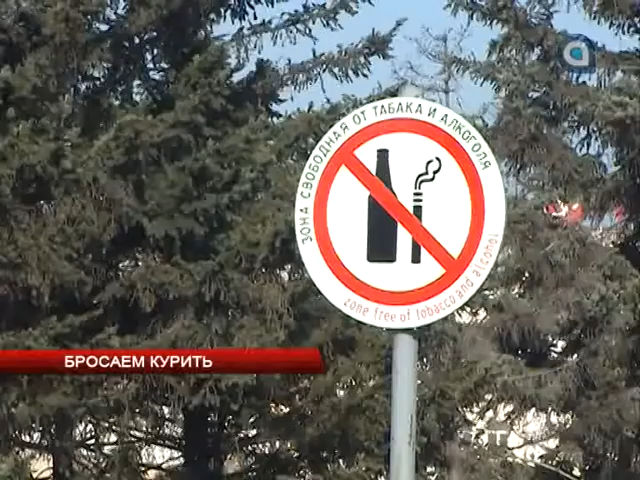 ЗОНА СВОБОДНАЯ ОТ ТАБАКА И АЛКОГОЛЯ
zone free of tobacco and alcohol
БРОСАЕМ КУРИТЬ